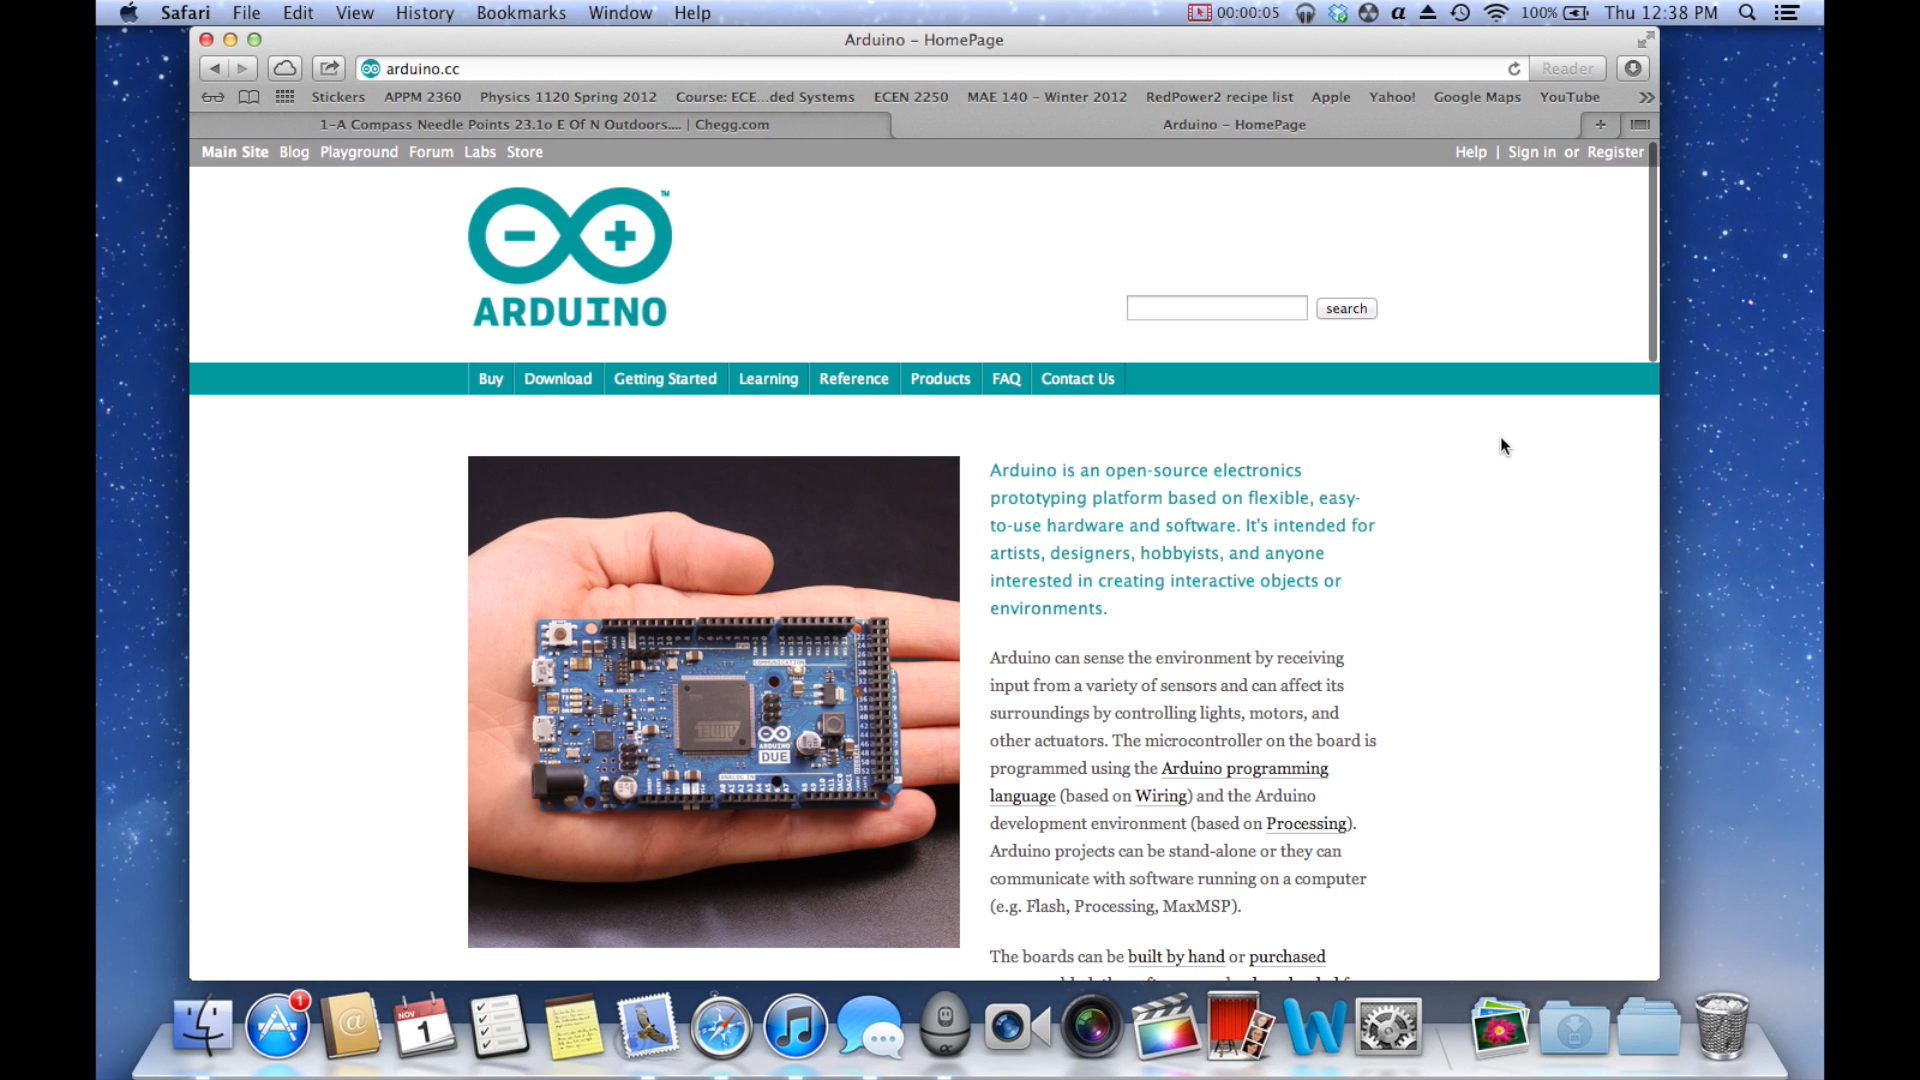 Safari File Edit View History Bookmarks Window Help 00:00:05 100% Thu 12:38 PM
Arduino – HomePage
arduino.cc Reader
Stickers APPM 2360 Physics 1120 Spring 2012 Course: ECE...ded Systems ECEN 2250 MAE 140 – Winter 2012 RedPower2 recipe list Apple Yahoo! Google Maps YouTube
1-A Compass Needle Points 23.1o E Of N Outdoors.... | Chegg.com Arduino – HomePage
Main Site Blog Playground Forum Labs Store Help | Sign in or Register
TM
ARDUINO
search
Buy Download Getting Started Learning Reference Products FAQ Contact Us
Arduino is an open-source electronics
prototyping platform based on flexible, easy-
to-use hardware and software. It's intended for
artists, designers, hobbyists, and anyone
interested in creating interactive objects or
environments.
Arduino can sense the environment by receiving
input from a variety of sensors and can affect its
surroundings by controlling lights, motors, and
other actuators. The microcontroller on the board is
programmed using the Arduino programming
language (based on Wiring) and the Arduino
development environment (based on Processing).
Arduino projects can be stand-alone or they can
communicate with software running on a computer
(e.g. Flash, Processing, MaxMSP).
The boards can be built by hand or purchased
COMMUNICATION
ATMEL
ARDUINO
DUE
ANALOG IN
1
NOV
1